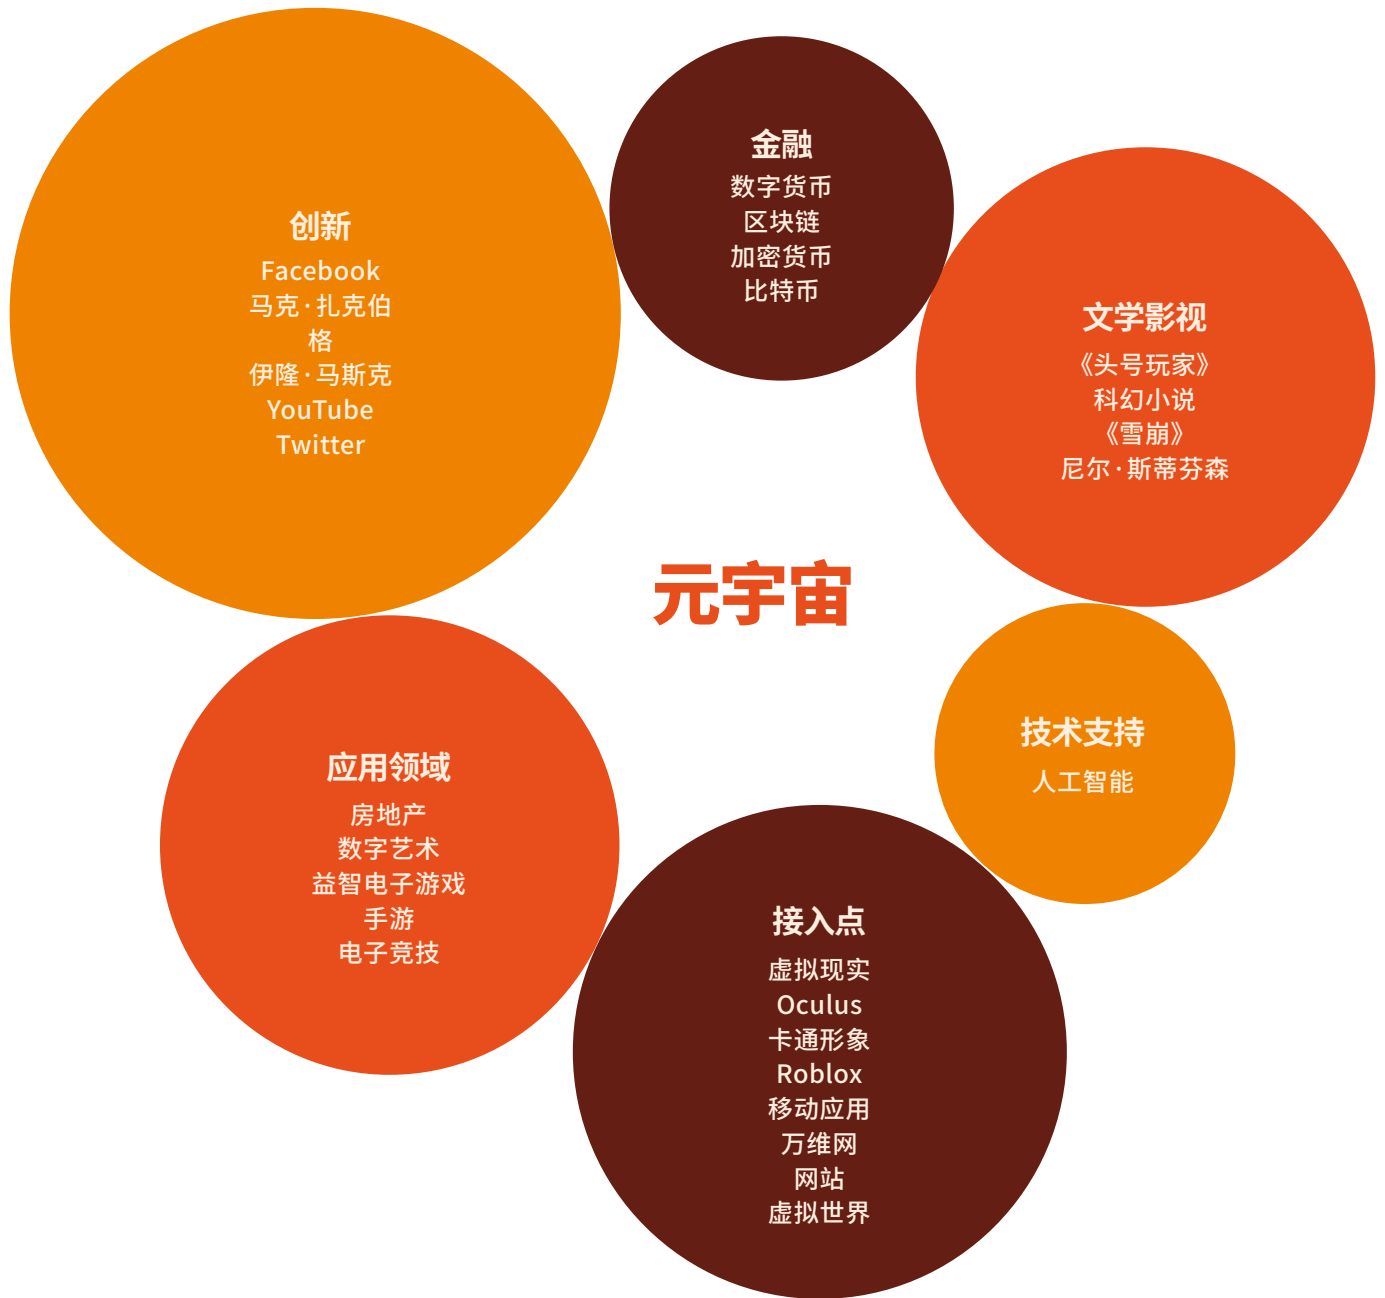 创新
Facebook
马克·扎克伯
格
伊隆·马斯克
YouTube
Twitter
金融
数字货币
区块链
加密货币
比特币
文学影视
《头号玩家》
科幻小说
《雪崩》
尼尔·斯蒂芬森
元宇宙
技术支持
人工智能
应用领域
房地产
数字艺术
益智电子游戏
手游
电子竞技
接入点
虚拟现实
Oculus
卡通形象
Roblox
移动应用
万维网
网站
虚拟世界